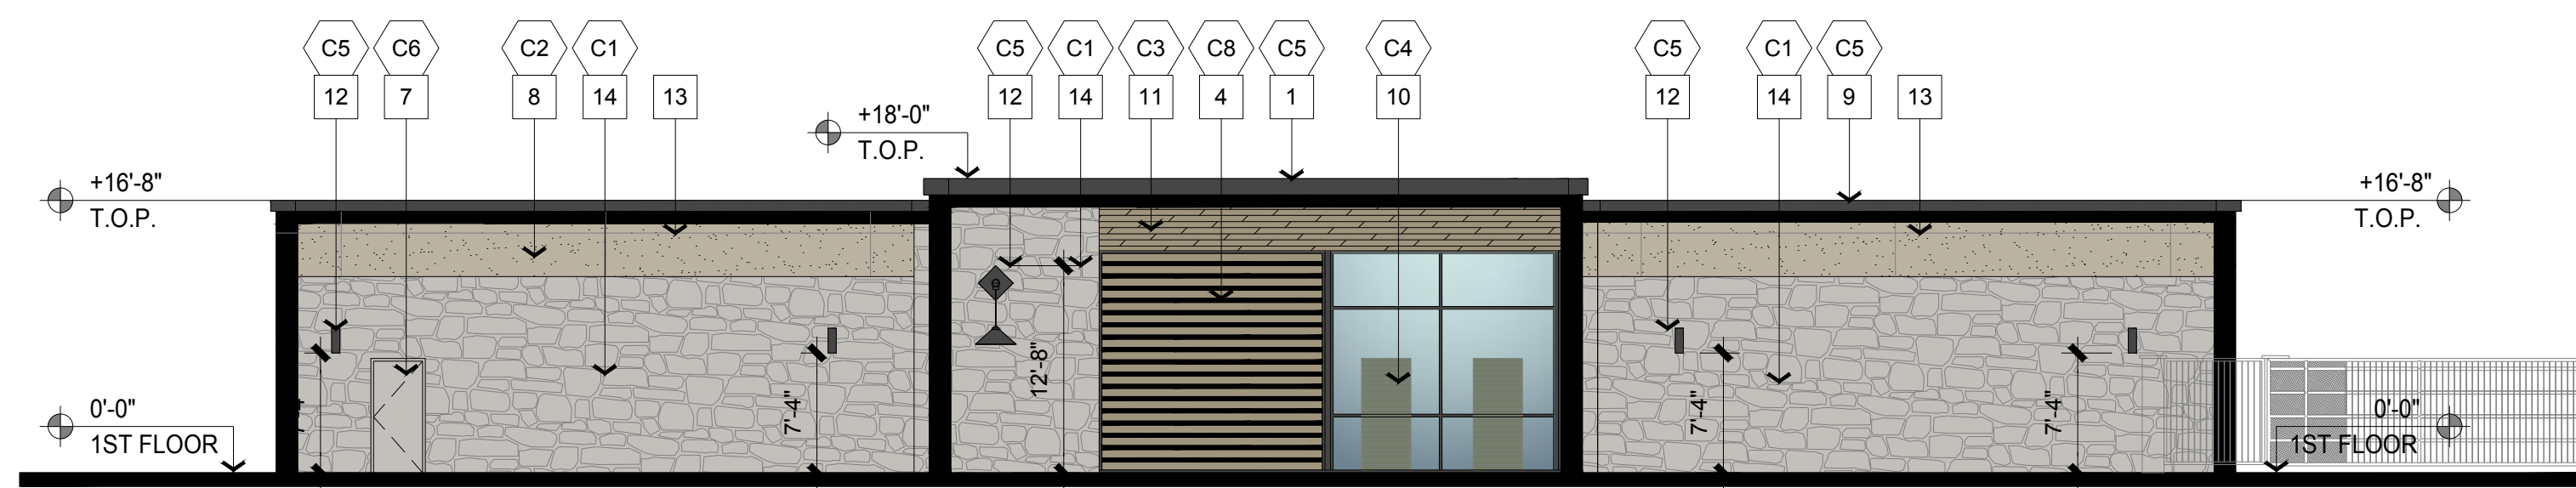 C5 C6 C2 C1 C5 C1 C3 C8 C5 C4 C5 C1 C5
12 7 8 14 13 12 14 11 4 1 10 12 14 9 13
+18'-0"
T.O.P.
+16'-8"
T.O.P.
+16'-8"
T.O.P.
12'-8"
7'-4"
7'-4"
7'-4"
0'-0"
1ST FLOOR
0'-0"
1ST FLOOR